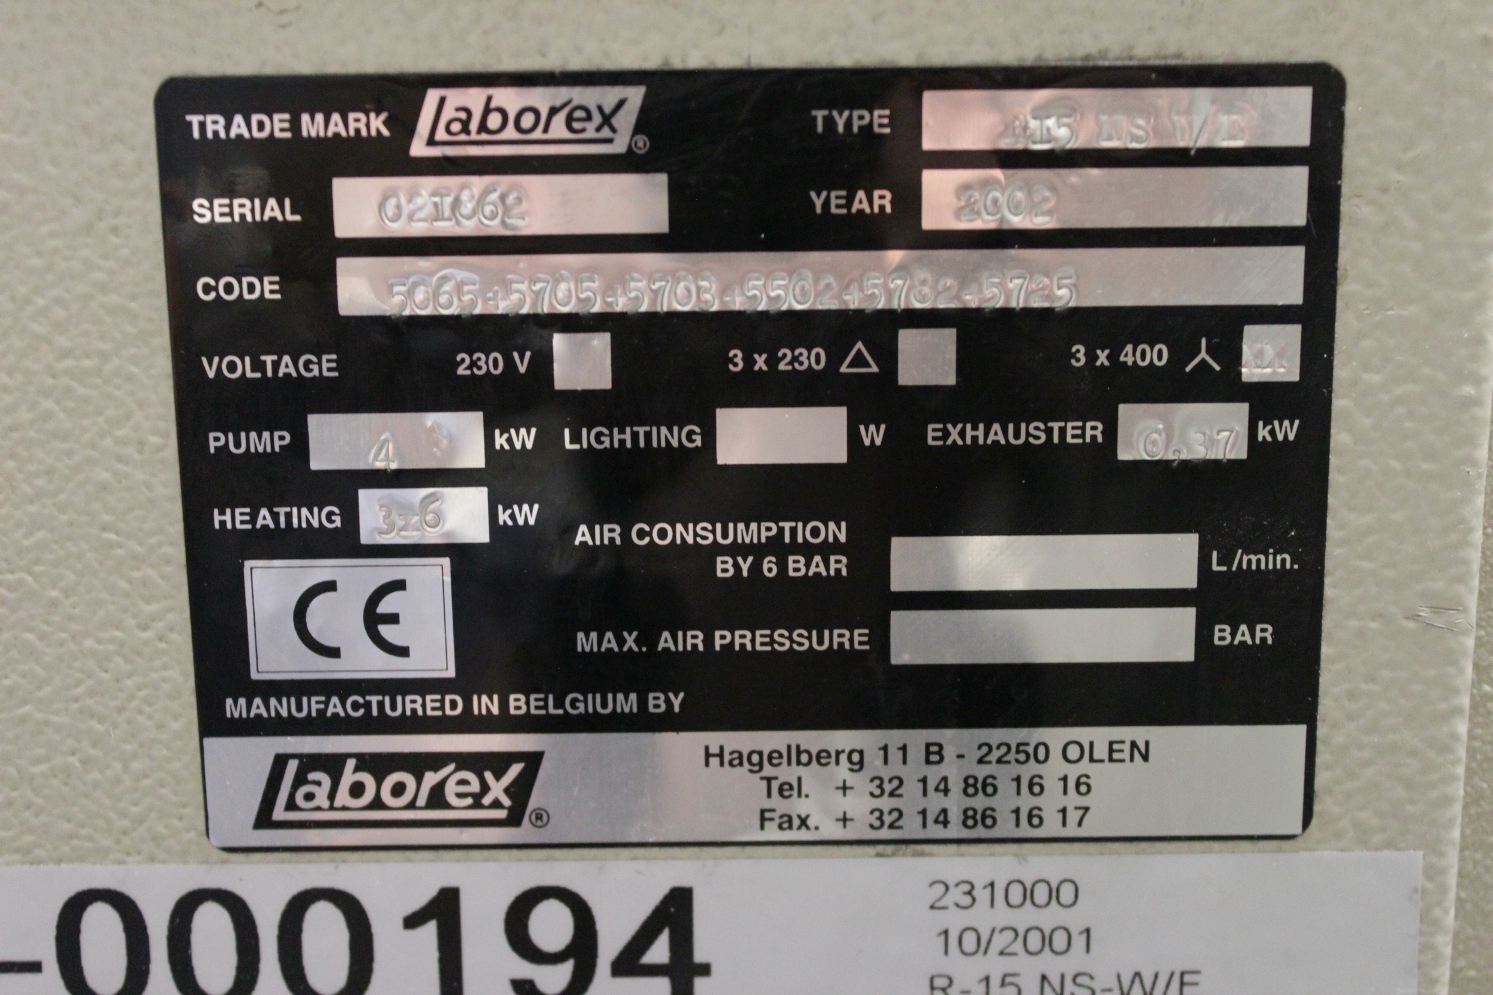 TRADE MARK Laborex ® TYPE
SERIAL 021862 YEAR 2002
CODE 5065+5705+5703+5502+5782+5725
VOLTAGE 230 V 3 x 230 △ 3 x 400
PUMP 4 kW LIGHTING W EXHAUSTER 0,37 kW
HEATING 3z6 kW
AIR CONSUMPTION
BY 6 BAR L/min.
CE
MAX. AIR PRESSURE BAR
MANUFACTURED IN BELGIUM BY
Laborex ®
Hagelberg 11 B - 2250 OLEN
Tel. + 32 14 86 16 16
Fax. + 32 14 86 16 17
-000194
231000
10/2001
R-15 NS-W/E